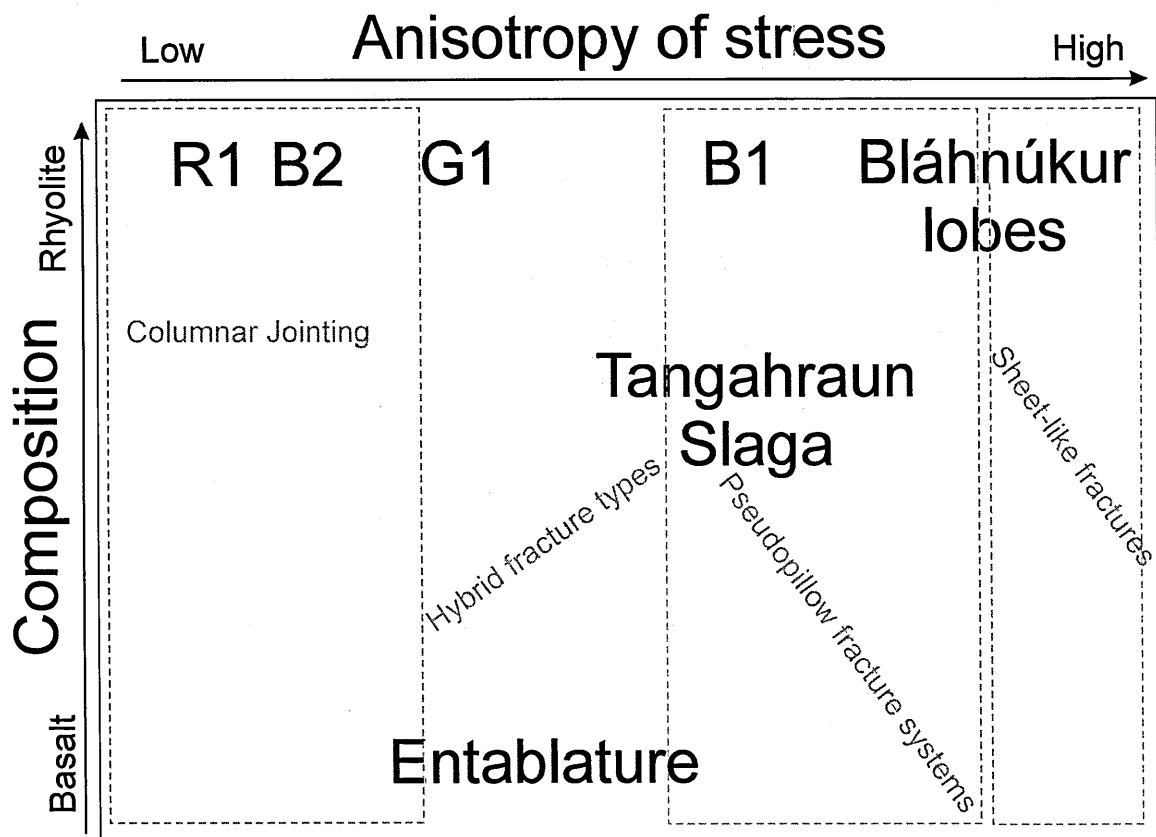 Anisotropy of stress
Low
High
R1 B2 G1 B1 Bláhnúkur
lobes
Rhyolite
Columnar Jointing
Composition
Tangahraun
Slaga
Sheet-like fractures
Hybrid fracture types
Pseudopillow fracture systems
Basalt
Entablature